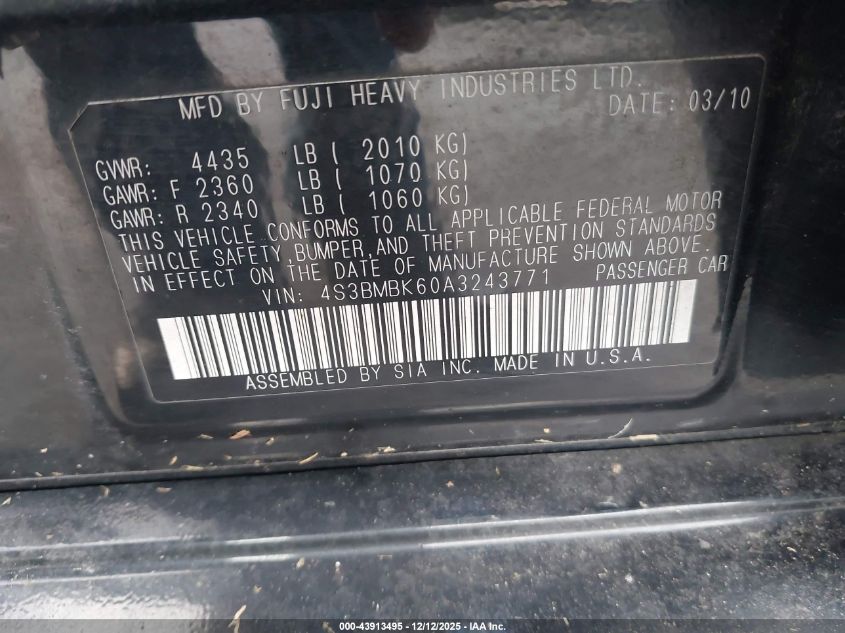 MFD BY FUJI HEAVY INDUSTRIES LTD.
DATE: 03/10
GVWR: 4435 LB ( 2010 KG)
GAWR: F 2360 LB ( 1070 KG)
GAWR: R 2340 LB ( 1060 KG)
THIS VEHICLE CONFORMS TO ALL APPLICABLE FEDERAL MOTOR
VEHICLE SAFETY,BUMPER,AND THEFT PREVENTION STANDARDS
IN EFFECT ON THE DATE OF MANUFACTURE SHOWN ABOVE.
VIN: 4S3BMBK60A3243771 PASSENGER CAR
ASSEMBLED BY SIA INC. MADE IN U.S.A.
000-43913495 - 12/12/2025 - IAA Inc.